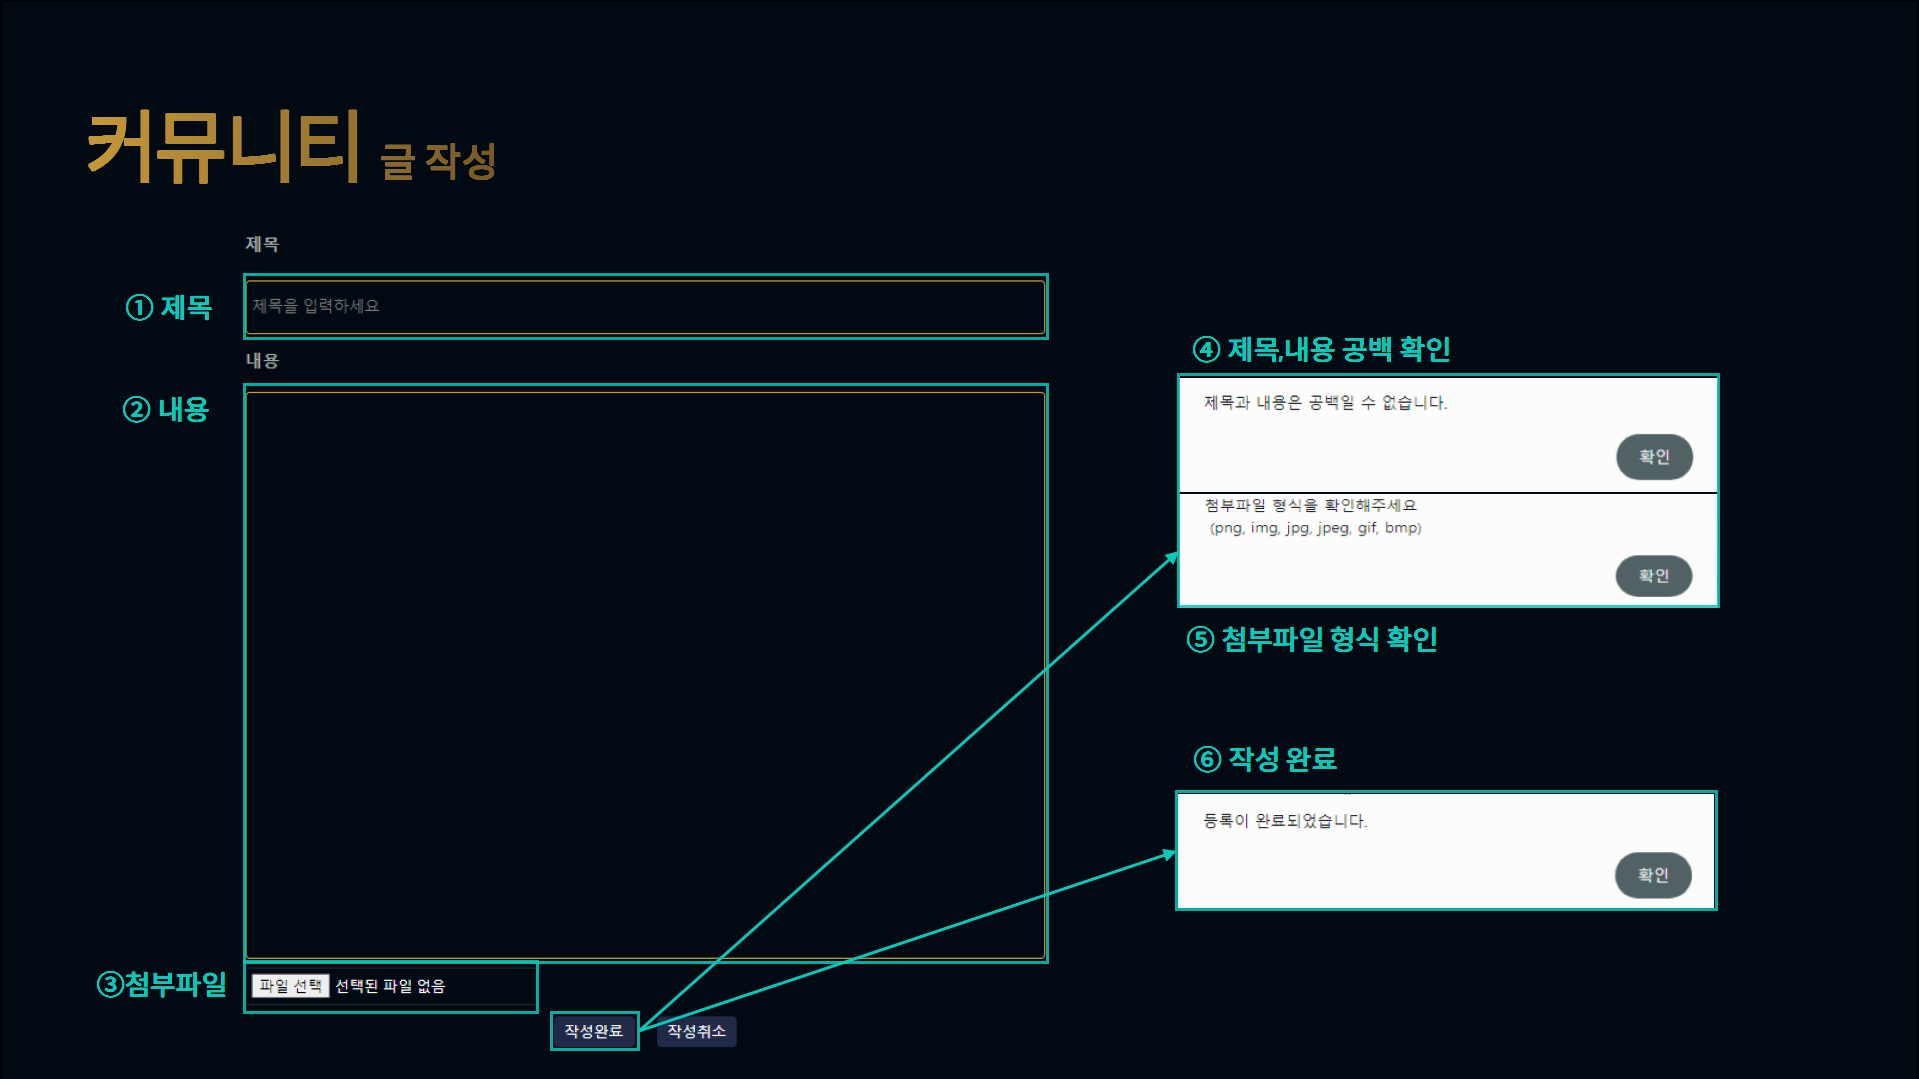 커뮤니티 글 작성
제목
① 제목
제목을 입력하세요
내용
② 내용
③첨부파일
파일 선택 선택된 파일 없음
작성완료
작성취소
④ 제목,내용 공백 확인
제목과 내용은 공백일 수 없습니다.
확인
첨부파일 형식을 확인해주세요
(png, img, jpg, jpeg, gif, bmp)
확인
⑤ 첨부파일 형식 확인
⑥ 작성 완료
등록이 완료되었습니다.
확인